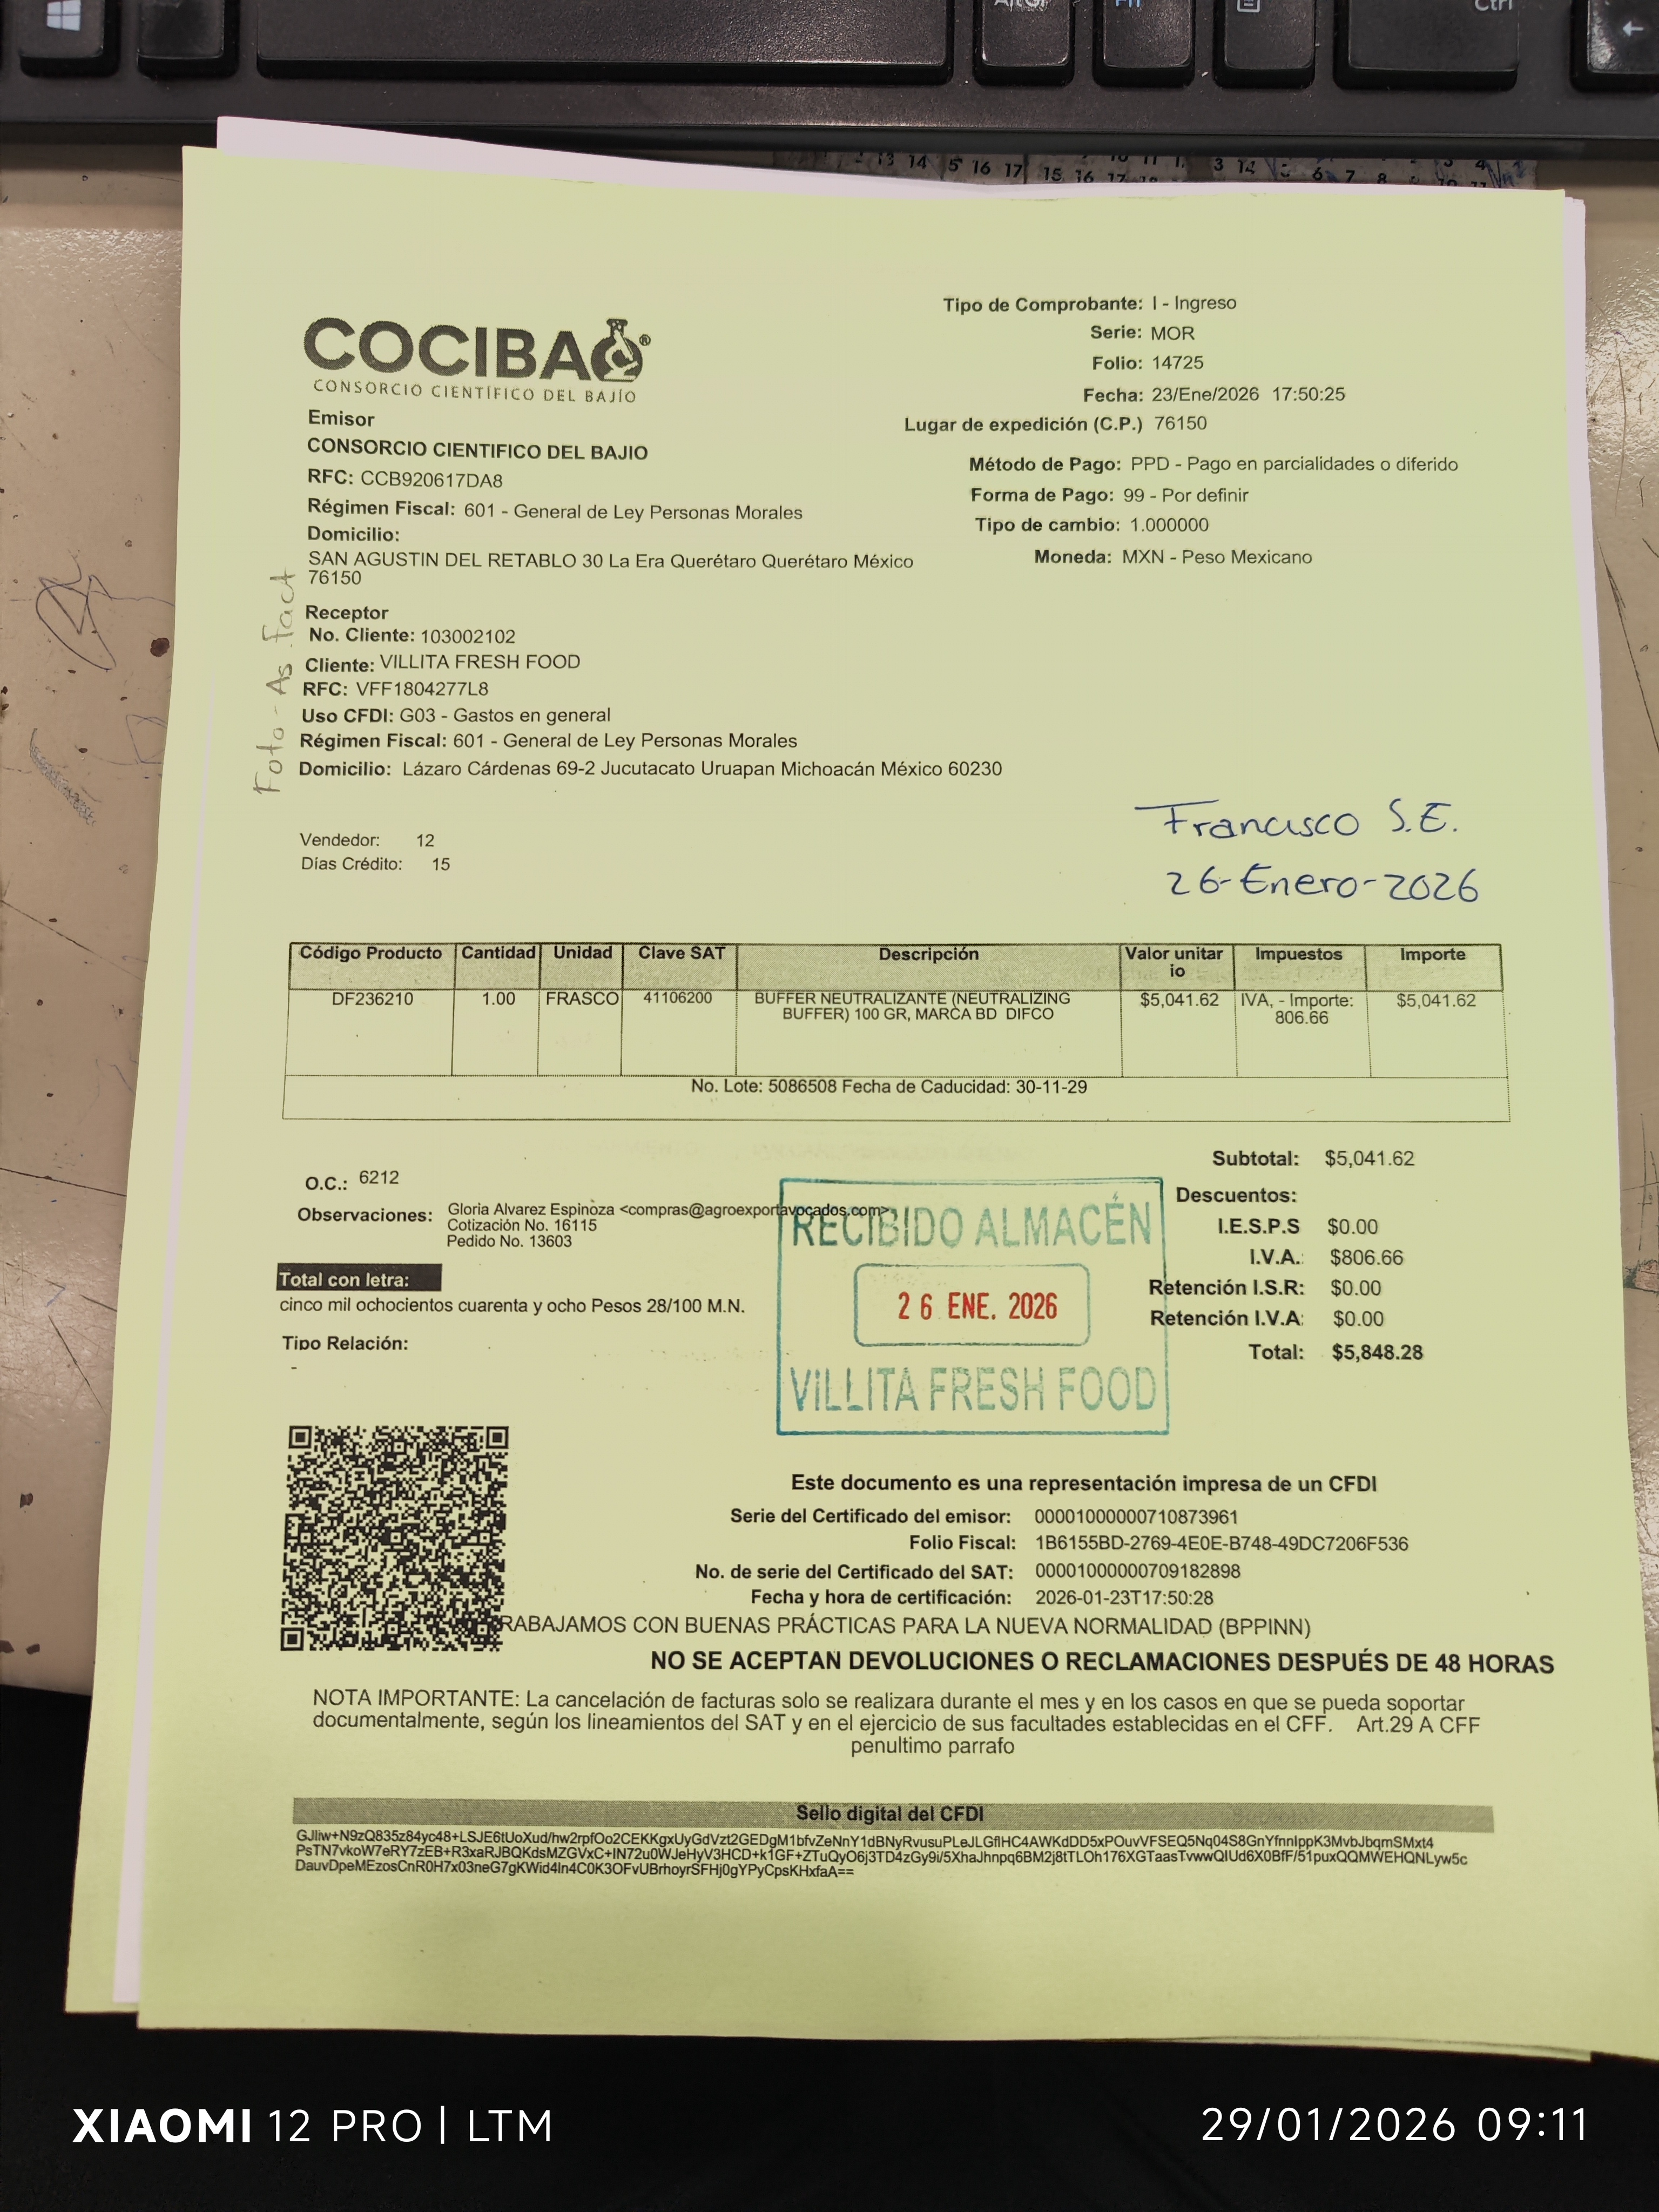 AltGr Fn Ctrl
COCIBA®
CONSORCIO CIENTÍFICO DEL BAJÍO
Emisor
CONSORCIO CIENTIFICO DEL BAJIO
RFC: CCB920617DA8
Régimen Fiscal: 601 - General de Ley Personas Morales
Domicilio:
SAN AGUSTIN DEL RETABLO 30 La Era Querétaro Querétaro México
76150
Tipo de Comprobante: I - Ingreso
Serie: MOR
Folio: 14725
Fecha: 23/Ene/2026 17:50:25
Lugar de expedición (C.P.) 76150
Método de Pago: PPD - Pago en parcialidades o diferido
Forma de Pago: 99 - Por definir
Tipo de cambio: 1.000000
Moneda: MXN - Peso Mexicano
Foto - As fact
Receptor
No. Cliente: 103002102
Cliente: VILLITA FRESH FOOD
RFC: VFF1804277L8
Uso CFDI: G03 - Gastos en general
Régimen Fiscal: 601 - General de Ley Personas Morales
Domicilio: Lázaro Cárdenas 69-2 Jucutacato Uruapan Michoacán México 60230
Vendedor: 12
Días Crédito: 15
Francisco S.E.
26-Enero-2026
Código Producto Cantidad Unidad Clave SAT Descripción Valor unitar Impuestos Importe
io
DF236210 1.00 FRASCO 41106200 BUFFER NEUTRALIZANTE (NEUTRALIZING $5,041.62 IVA, - Importe: $5,041.62
BUFFER) 100 GR, MARCA BD DIFCO 806.66
No. Lote: 5086508 Fecha de Caducidad: 30-11-29
O.C.: 6212
Observaciones: Gloria Alvarez Espinoza <compras@agroexportavocados.com>
Cotización No. 16115
Pedido No. 13603
Total con letra:
cinco mil ochocientos cuarenta y ocho Pesos 28/100 M.N.
Tipo Relación:
-
RECIBIDO ALMACÉN
26 ENE. 2026
VILLITA FRESH FOOD
Subtotal: $5,041.62
Descuentos:
I.E.S.P.S $0.00
I.V.A.: $806.66
Retención I.S.R: $0.00
Retención I.V.A: $0.00
Total: $5,848.28
Este documento es una representación impresa de un CFDI
Serie del Certificado del emisor: 00001000000710873961
Folio Fiscal: 1B6155BD-2769-4E0E-B748-49DC7206F536
No. de serie del Certificado del SAT: 00001000000709182898
Fecha y hora de certificación: 2026-01-23T17:50:28
RABAJAMOS CON BUENAS PRÁCTICAS PARA LA NUEVA NORMALIDAD (BPPINN)
NO SE ACEPTAN DEVOLUCIONES O RECLAMACIONES DESPUÉS DE 48 HORAS
NOTA IMPORTANTE: La cancelación de facturas solo se realizara durante el mes y en los casos en que se pueda soportar
documentalmente, según los lineamientos del SAT y en el ejercicio de sus facultades establecidas en el CFF. Art.29 A CFF
penultimo parrafo
Sello digital del CFDI
XIAOMI 12 PRO | LTM
29/01/2026 09:11